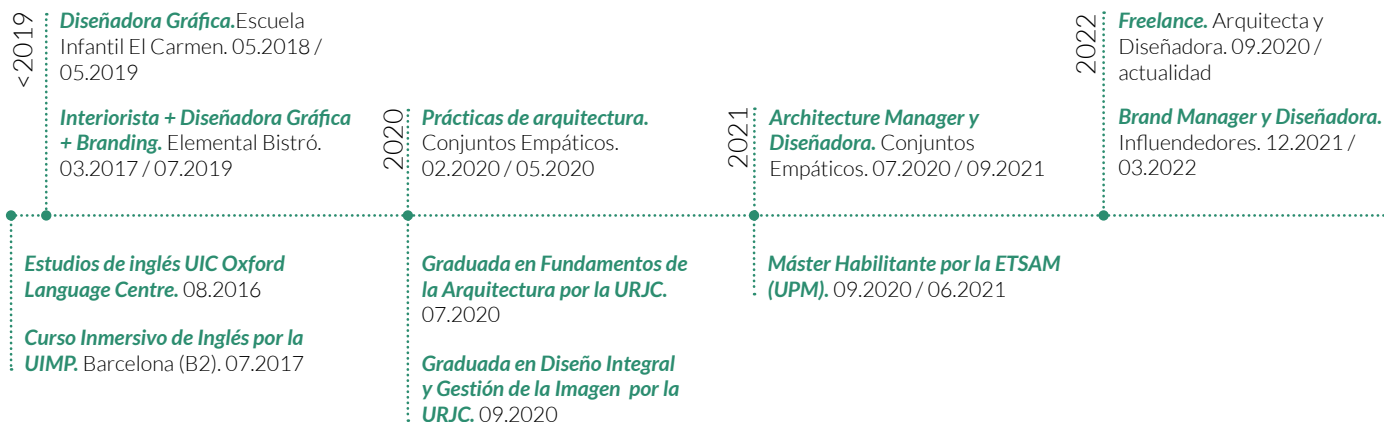 <2019
Diseñadora Gráfica.Escuela
Infantil El Carmen. 05.2018 /
05.2019
Interiorista + Diseñadora Gráfica
+ Branding. Elemental Bistró.
03.2017 / 07.2019
2020
Prácticas de arquitectura.
Conjuntos Empáticos.
02.2020 / 05.2020
2021
Architecture Manager y
Diseñadora. Conjuntos
Empáticos. 07.2020 / 09.2021
2022
Freelance. Arquitecta y
Diseñadora. 09.2020 /
actualidad
Brand Manager y Diseñadora.
Influendedores. 12.2021 /
03.2022
Estudios de inglés UIC Oxford
Language Centre. 08.2016
Curso Inmersivo de Inglés por la
UIMP. Barcelona (B2). 07.2017
Graduada en Fundamentos de
la Arquitectura por la URJC.
07.2020
Graduada en Diseño Integral
y Gestión de la Imagen por la
URJC. 09.2020
Máster Habilitante por la ETSAM
(UPM). 09.2020 / 06.2021